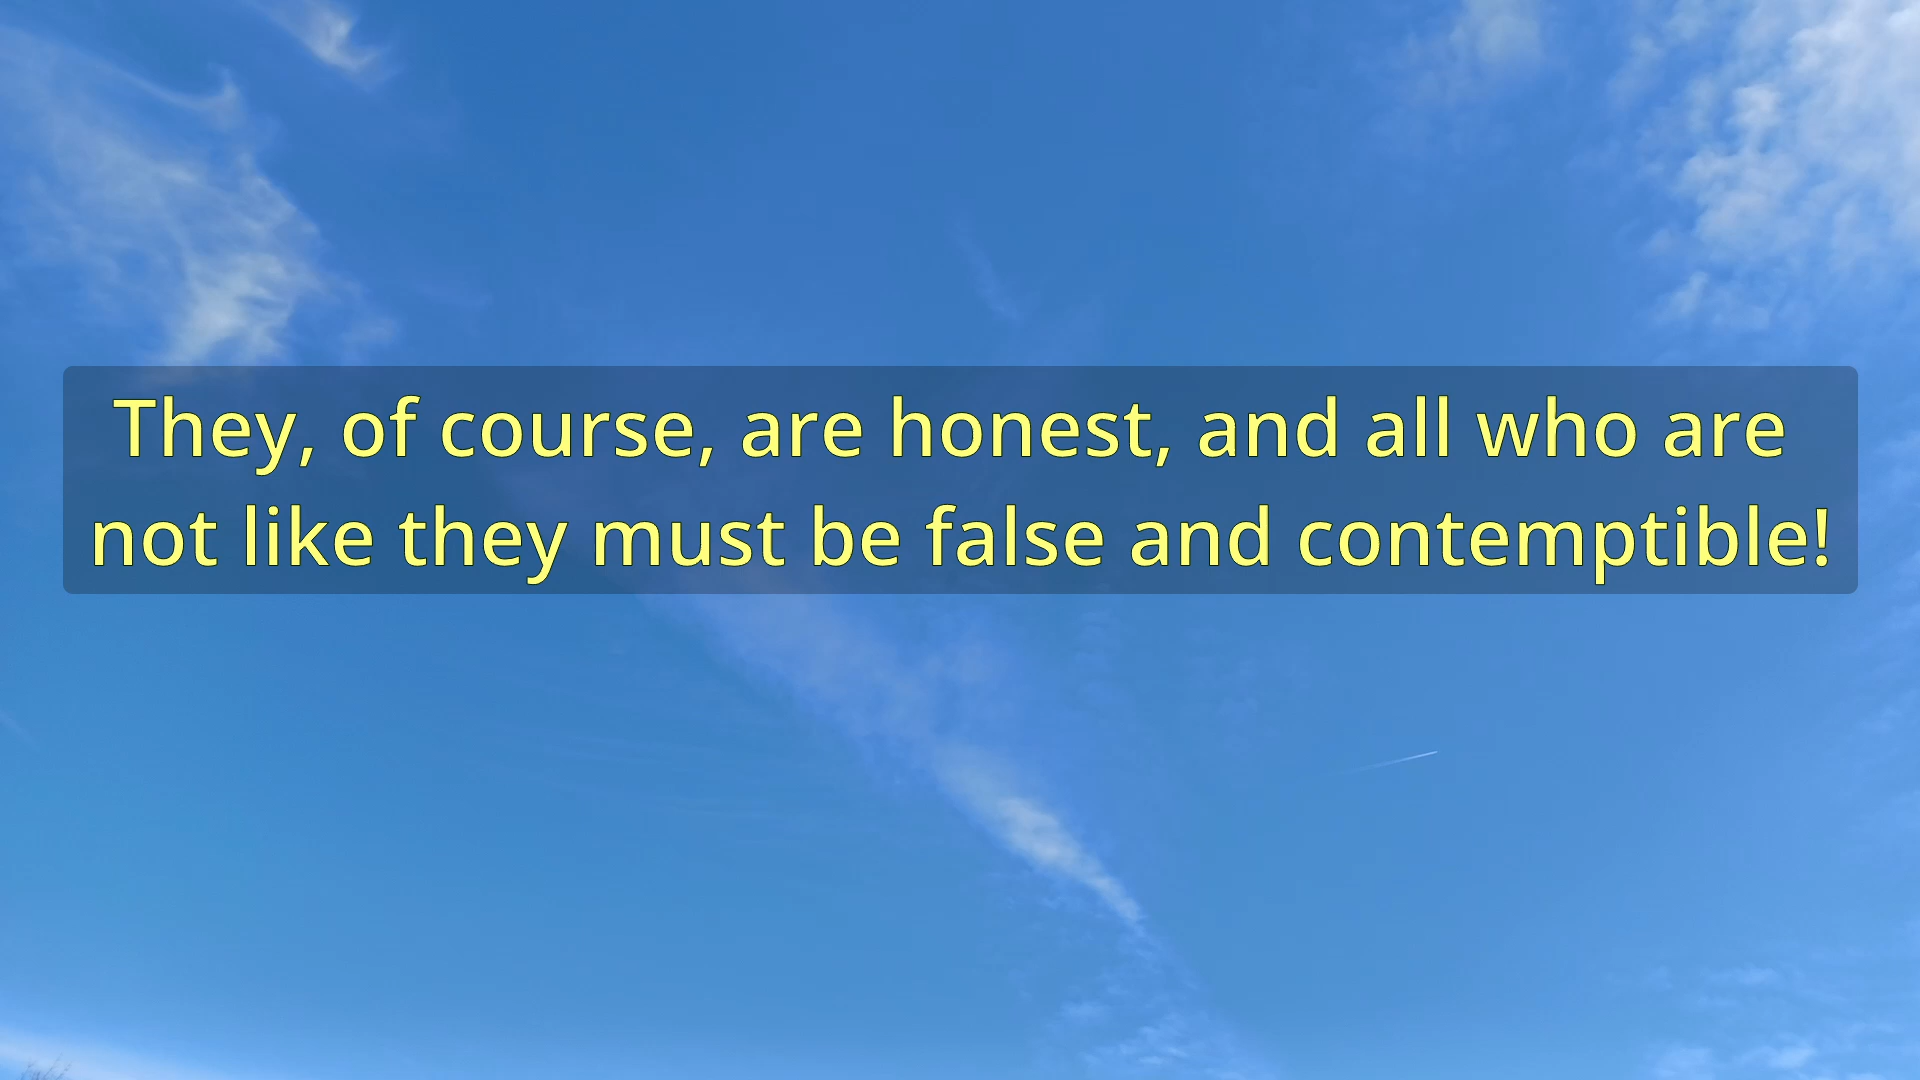 They, of course, are honest, and all who are
not like they must be false and contemptible!